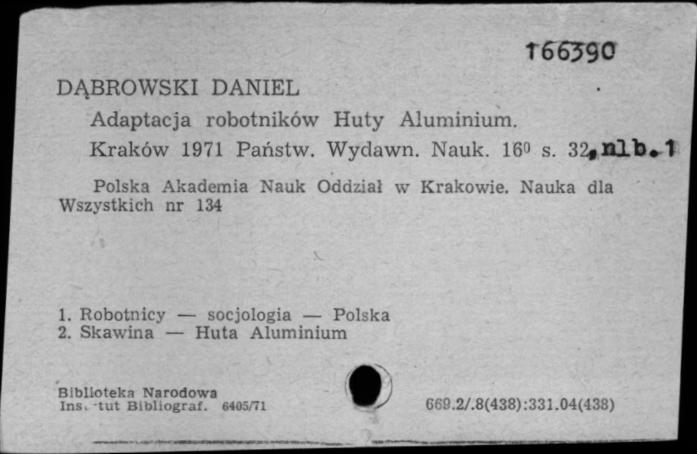 166390
DĄBROWSKI DANIEL
Adaptacja robotników Huty Aluminium.
Kraków 1971 Państw. Wydawn. Nauk. 16⁰ s. 32, nlb. 1
Polska Akademia Nauk Oddział w Krakowie. Nauka dla
Wszystkich nr 134
1. Robotnicy — socjologia — Polska
2. Skawina — Huta Aluminium
Biblioteka Narodowa
Bibliograf. 6405/71
669.2/.8(438):331.04(438)